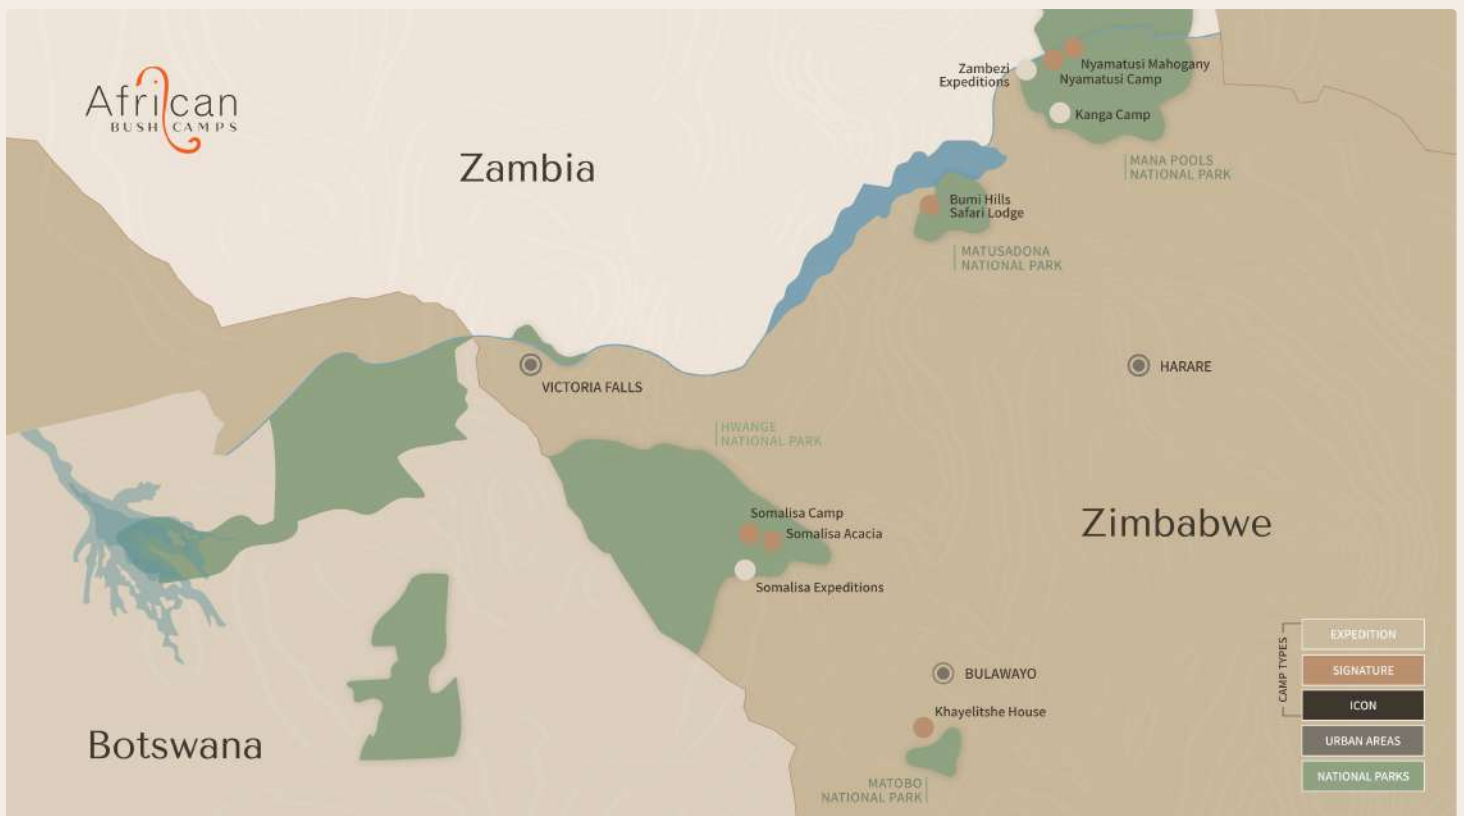 African
BUSH CAMPS
Zambia
Zambezi
Expeditions
Nyamatusi Mahogany
Nyamatusi Camp
Kanga Camp
MANA POOLS
NATIONAL PARK
Bumi Hills
Safari Lodge
MATUSADONA
NATIONAL PARK
VICTORIA FALLS
HARARE
HWANGE
NATIONAL PARK
Somalisa Camp
Somalisa Acacia
Somalisa Expeditions
Zimbabwe
BULAWAYO
Khayelitshe House
MATOBO
NATIONAL PARK
Botswana
CAMP TYPES
EXPEDITION
SIGNATURE
ICON
URBAN AREAS
NATIONAL PARKS